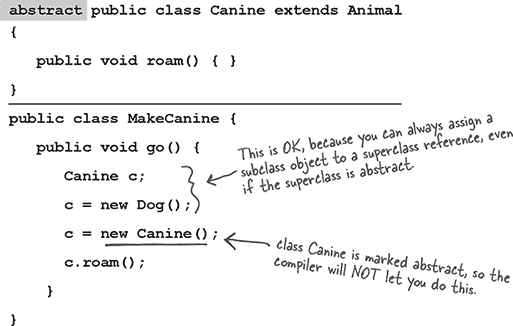 abstract public class Canine extends Animal
{
public void roam() { }
}
public class MakeCanine {
public void go() {
Canine c;
c = new Dog();
This is OK, because you can always assign a
subclass object to a superclass reference, even
if the superclass is abstract.
c = new Canine();
c.roam();
class Canine is marked abstract, so the
compiler will NOT let you do this.
}
}